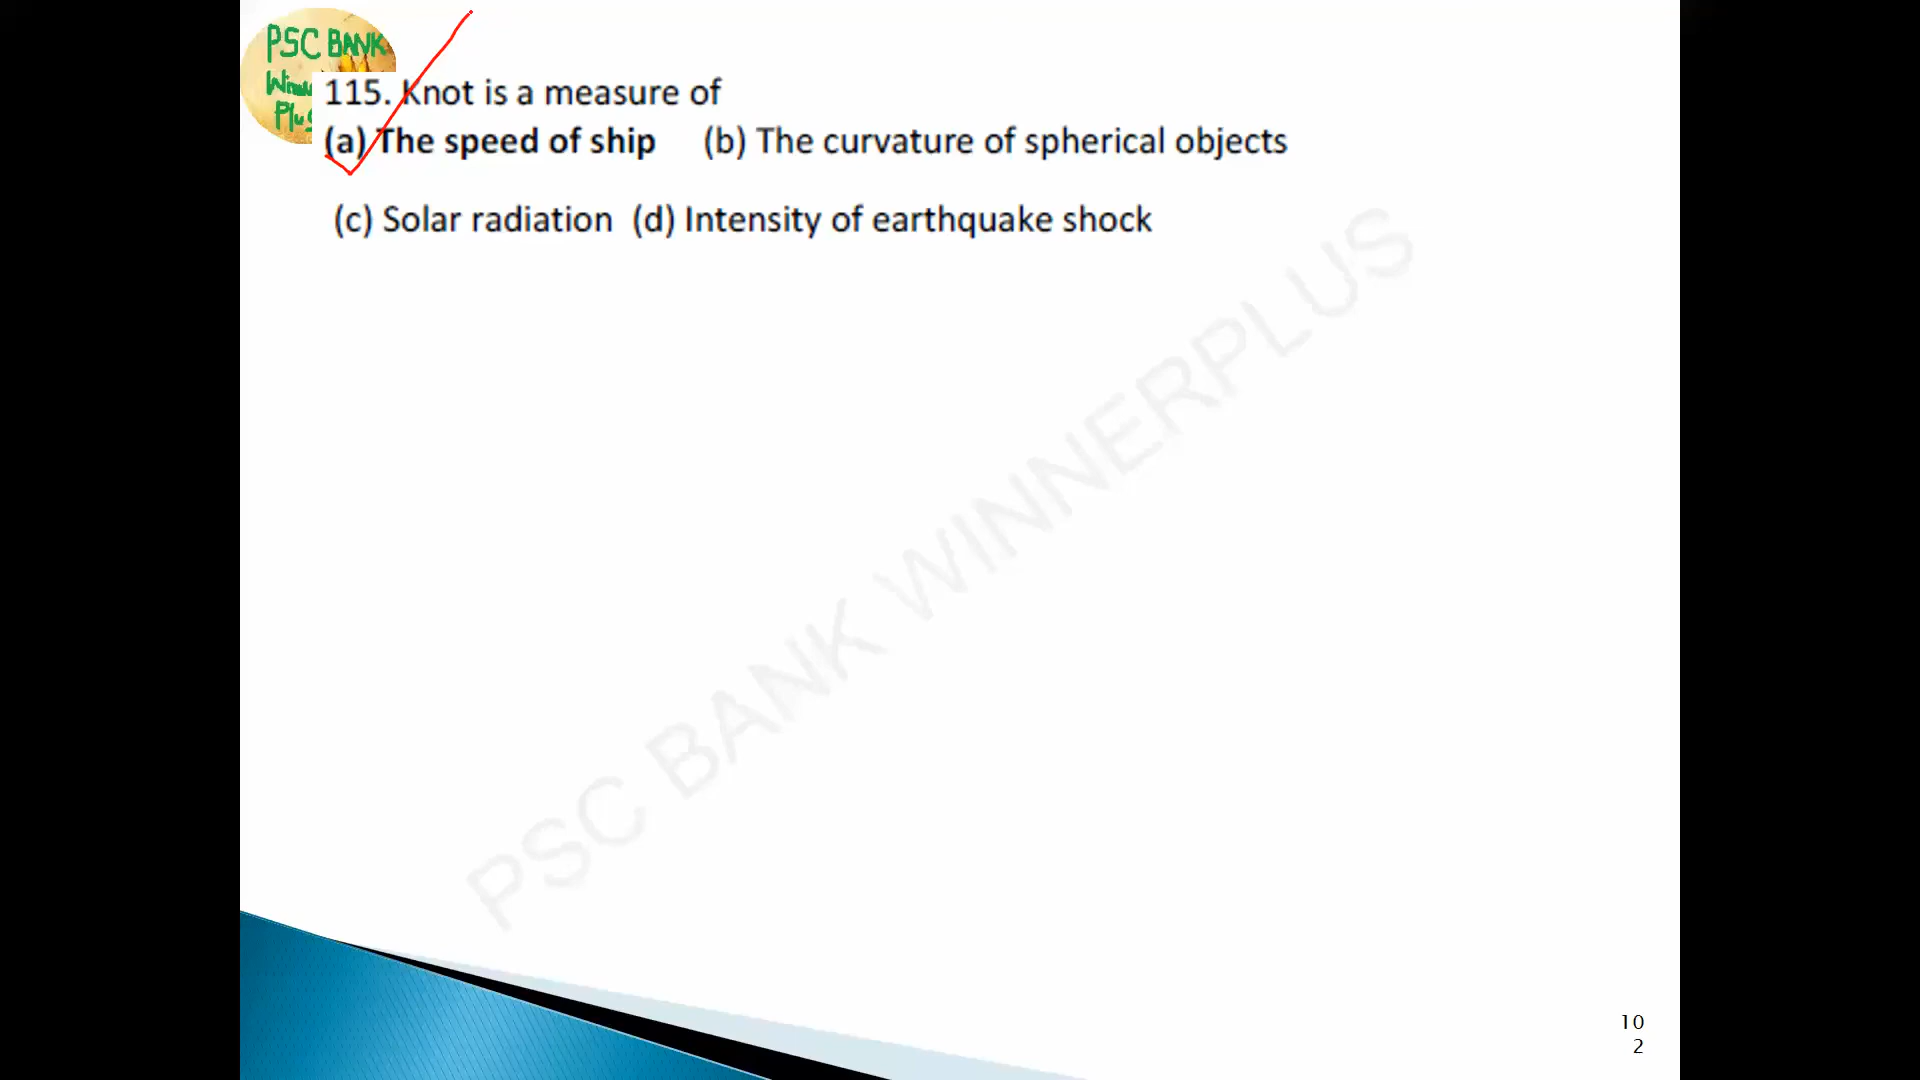 PSC BANK
Plus
115. Knot is a measure of
(a) The speed of ship (b) The curvature of spherical objects
(c) Solar radiation (d) Intensity of earthquake shock
PSC BANK WINNERPLUS
10
2